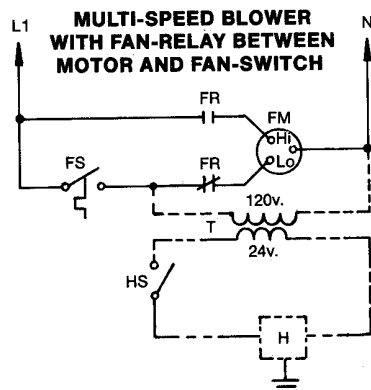 MULTI-SPEED BLOWER
WITH FAN-RELAY BETWEEN
MOTOR AND FAN-SWITCH
L1
N
FR
FM
Hi
Lo
FS
FR
120v.
T
24v.
HS
H